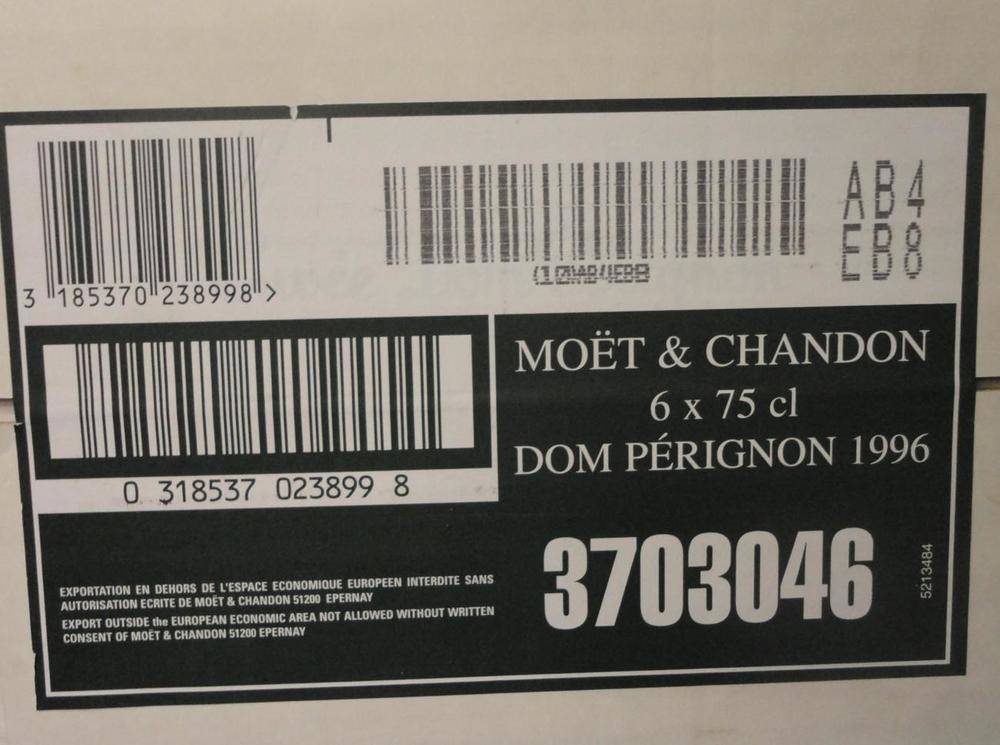 3 185370 238998 >
AB4
EB8
MOËT & CHANDON
6 x 75 cl
DOM PÉRIGNON 1996
0 318537 023899 8
3703046
5213484
EXPORTATION EN DEHORS DE L'ESPACE ECONOMIQUE EUROPEEN INTERDITE SANS
AUTORISATION ECRITE DE MOËT & CHANDON 51200 EPERNAY
EXPORT OUTSIDE the EUROPEAN ECONOMIC AREA NOT ALLOWED WITHOUT WRITTEN
CONSENT OF MOËT & CHANDON 51200 EPERNAY